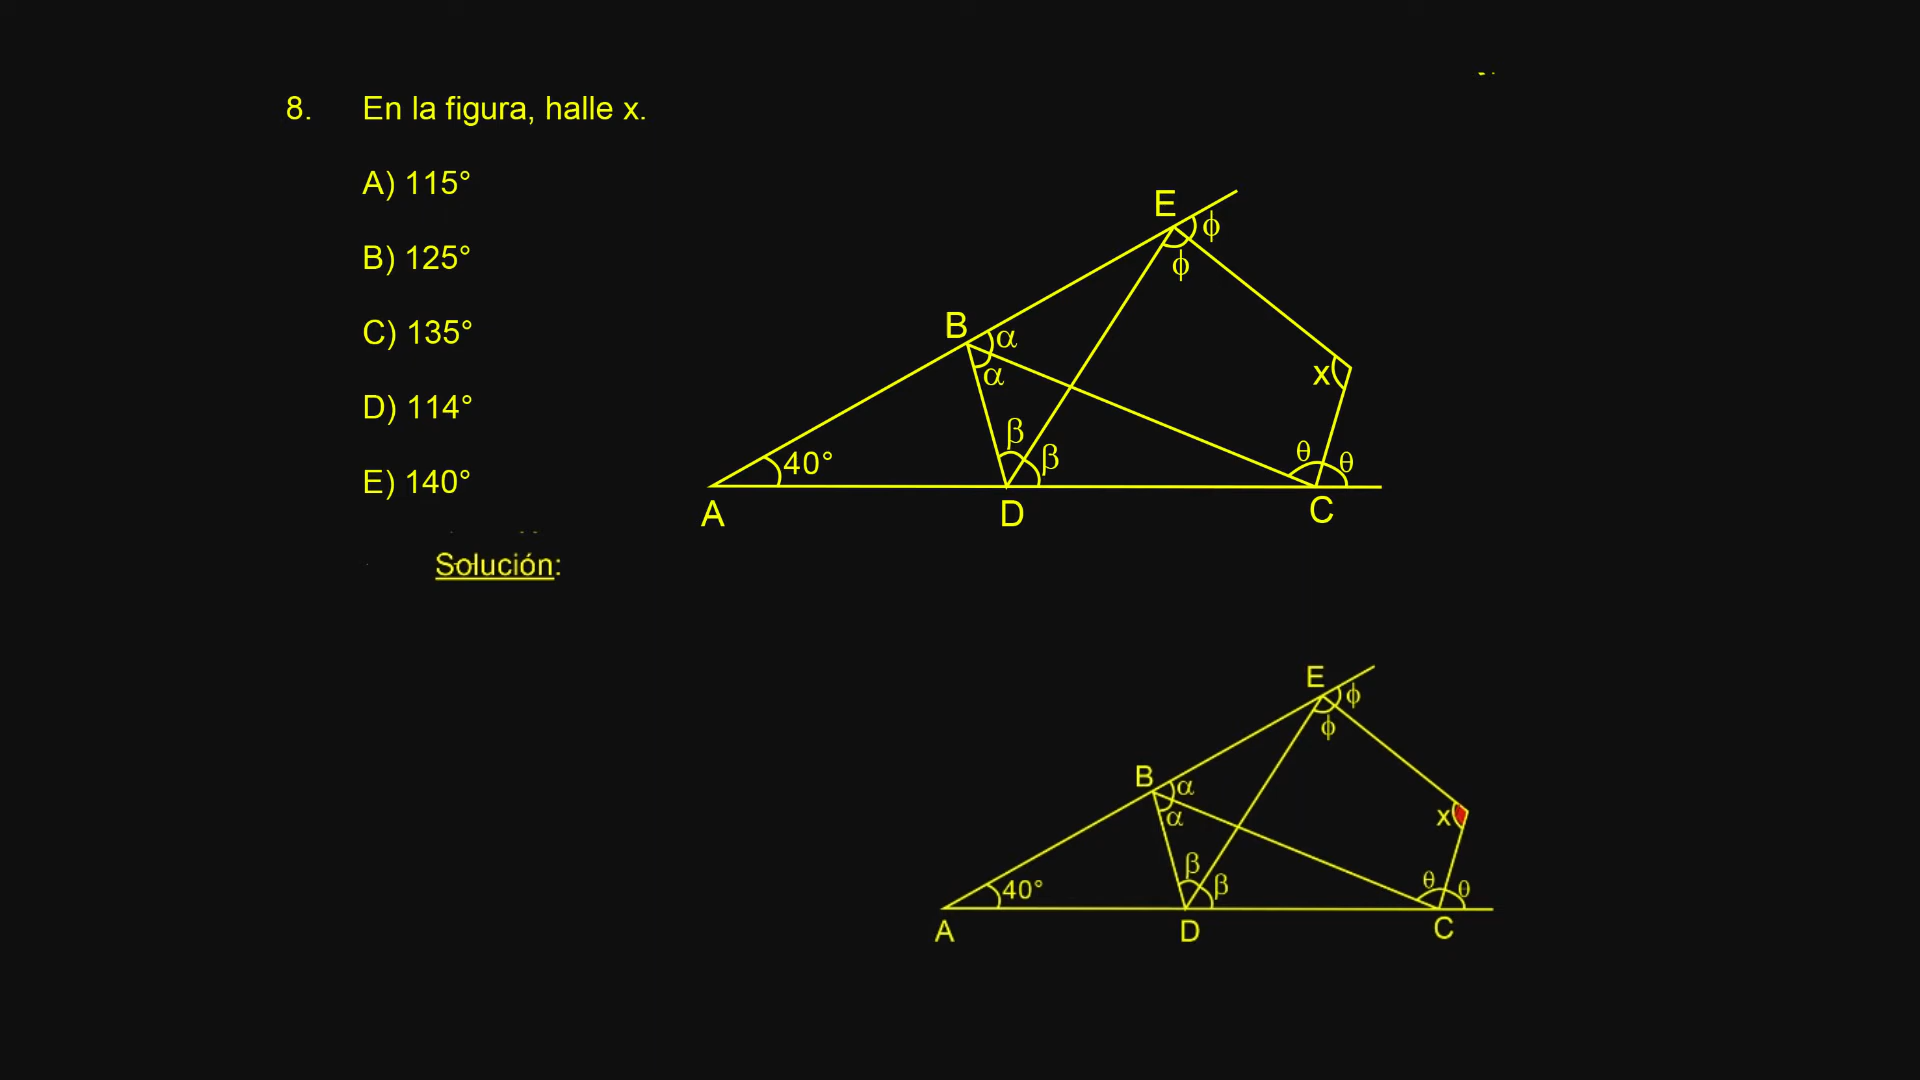 8. En la figura, halle x.
A) 115°
B) 125°
C) 135°
D) 114°
E) 140°
E
ϕ
ϕ
B
α
α
x
β
β
θ
θ
40°
A
D
C
Solución:
E
ϕ
ϕ
B
α
α
x
β
β
θ
θ
40°
A
D
C